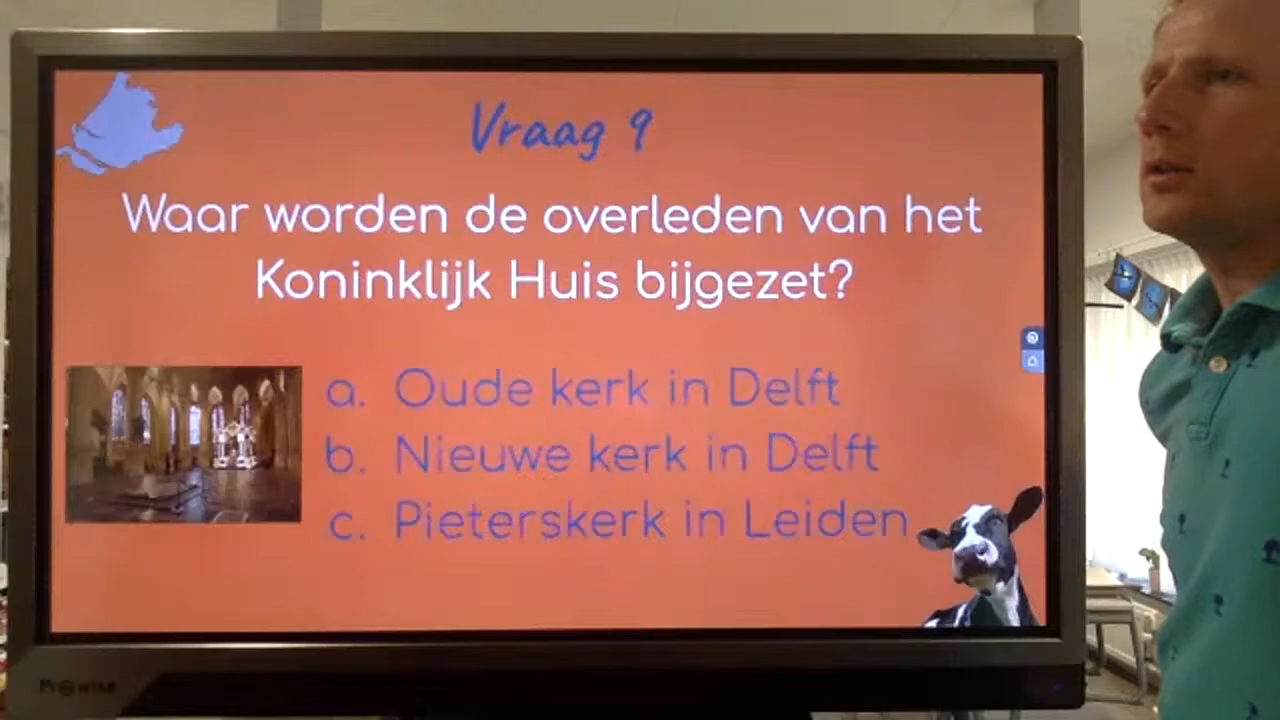 Vraag 9
Waar worden de overleden van het
Koninklijk Huis bijgezet?
a. Oude kerk in Delft
b. Nieuwe kerk in Delft
c. Pieterskerk in Leiden
Prowise